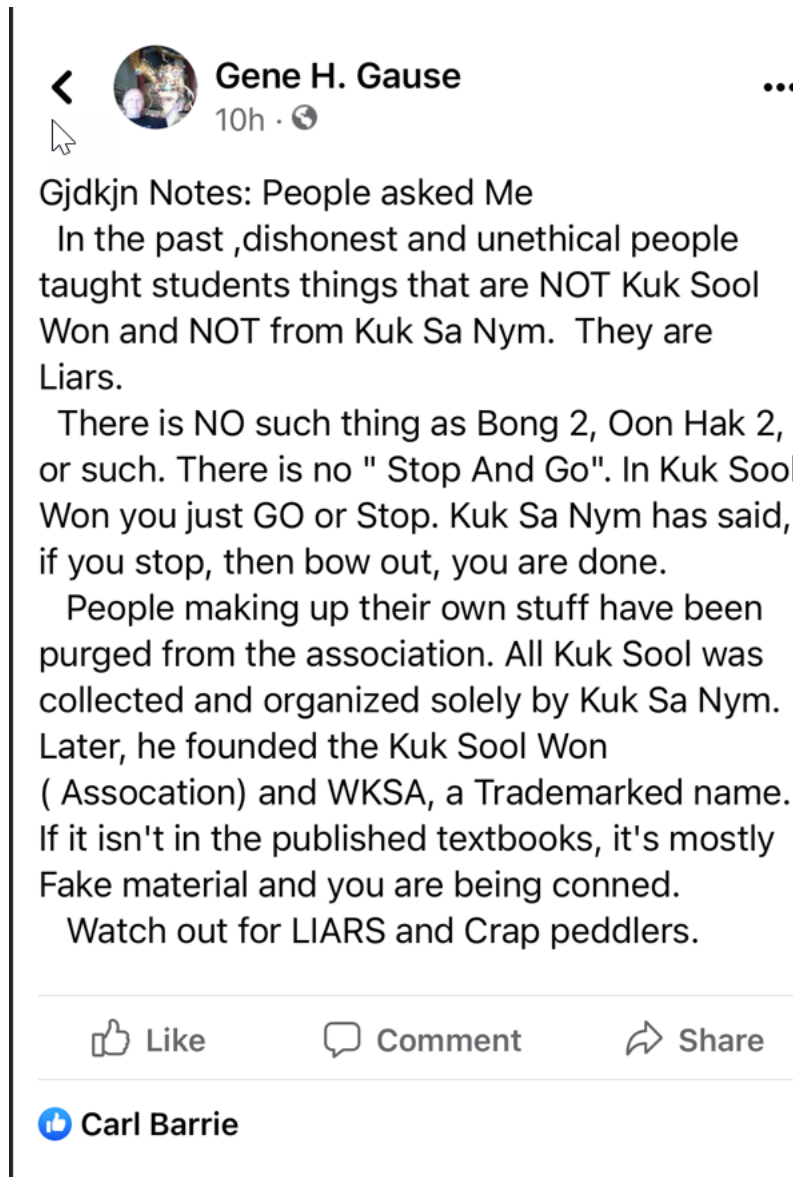 Gene H. Gause
10h ·
Gjdkjn Notes: People asked Me
In the past ,dishonest and unethical people
taught students things that are NOT Kuk Sool
Won and NOT from Kuk Sa Nym.  They are
Liars.
There is NO such thing as Bong 2, Oon Hak 2,
or such. There is no " Stop And Go". In Kuk Sool
Won you just GO or Stop. Kuk Sa Nym has said,
if you stop, then bow out, you are done.
People making up their own stuff have been
purged from the association. All Kuk Sool was
collected and organized solely by Kuk Sa Nym.
Later, he founded the Kuk Sool Won
( Assocation) and WKSA, a Trademarked name.
If it isn't in the published textbooks, it's mostly
Fake material and you are being conned.
Watch out for LIARS and Crap peddlers.
Like Comment Share
Carl Barrie